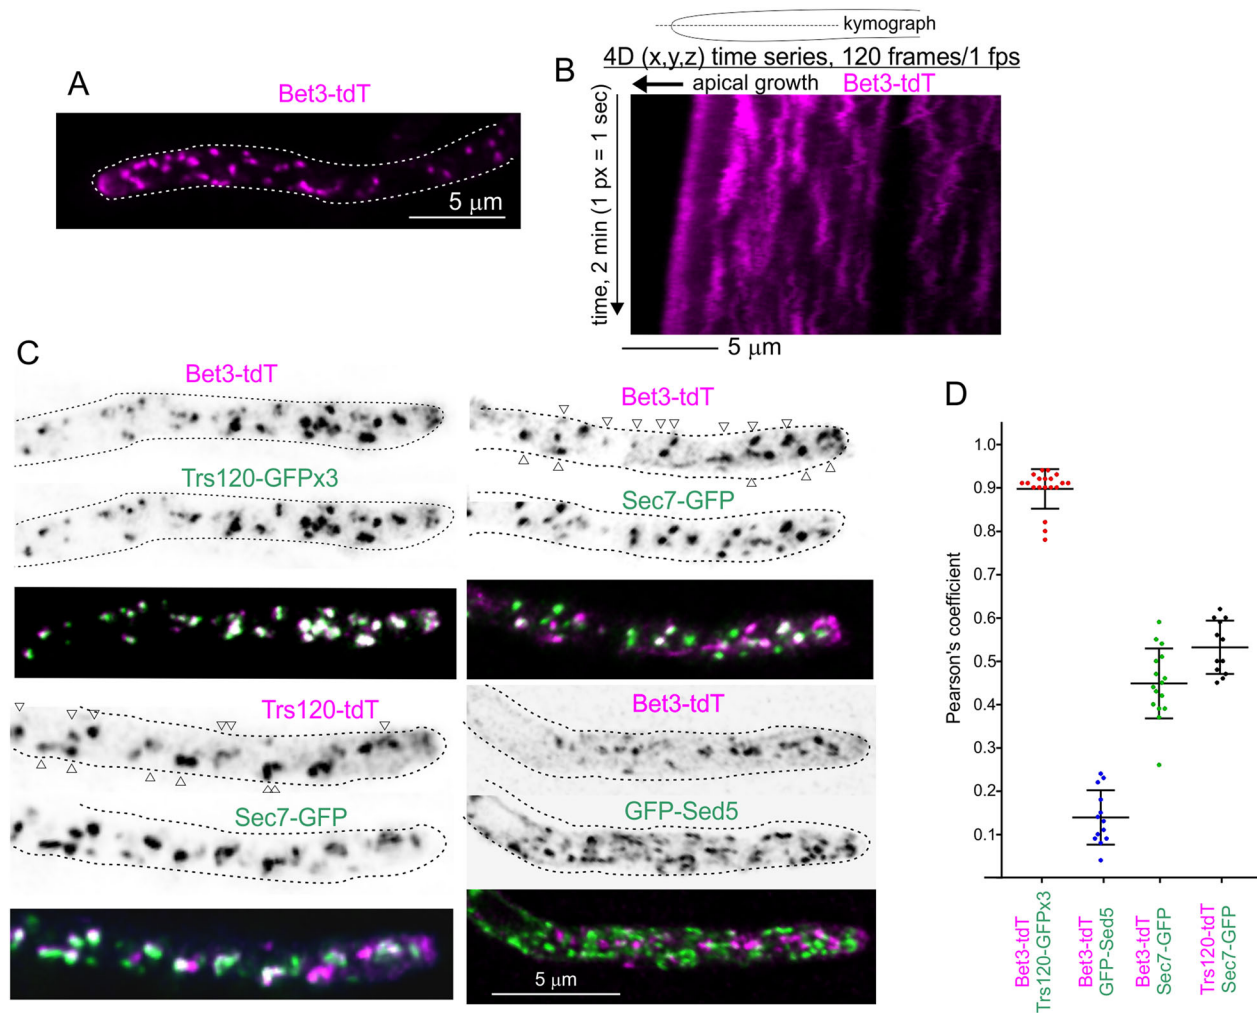 A
Bet3-tdT
5 μm
kymograph
4D (x,y,z) time series, 120 frames/1 fps
B
apical growth
Bet3-tdT
time, 2 min (1 px = 1 sec)
5 μm
C
Bet3-tdT
Trs120-GFPx3
Bet3-tdT
Sec7-GFP
Trs120-tdT
Sec7-GFP
Bet3-tdT
GFP-Sed5
5 μm
D
Pearson's coefficient
1.0
0.9
0.8
0.7
0.6
0.5
0.4
0.3
0.2
0.1
Bet3-tdT
Trs120-GFPx3
Bet3-tdT
GFP-Sed5
Bet3-tdT
Sec7-GFP
Trs120-tdT
Sec7-GFP